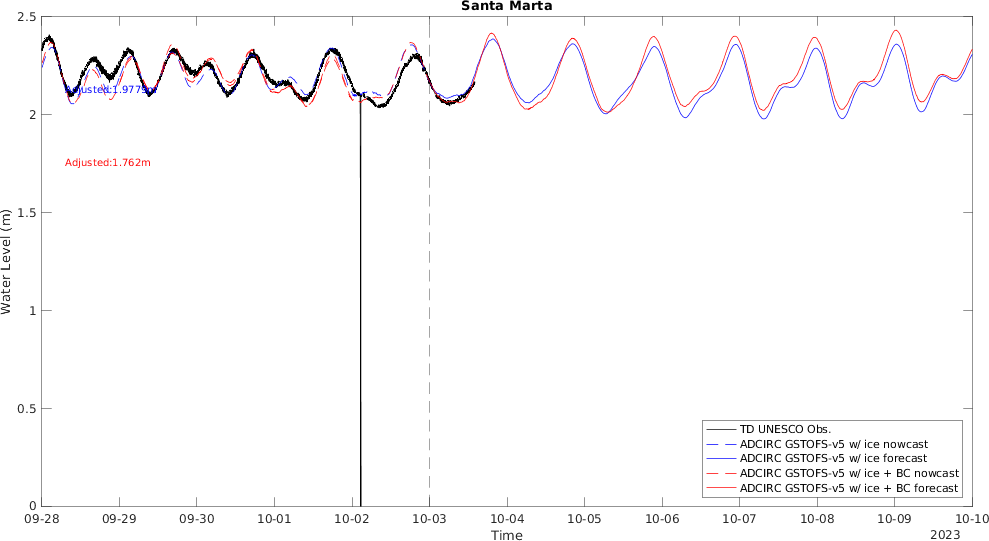 Santa Marta
2.5
2
1.5
1
0.5
0
Water Level (m)
Adjusted:1.9779m
Adjusted:1.762m
TD UNESCO Obs.
ADCIRC GSTOFS-v5 w/ ice nowcast
ADCIRC GSTOFS-v5 w/ ice forecast
ADCIRC GSTOFS-v5 w/ ice + BC nowcast
ADCIRC GSTOFS-v5 w/ ice + BC forecast
09-28 09-29 09-30 10-01 10-02 10-03 10-04 10-05 10-06 10-07 10-08 10-09 10-10
Time
2023